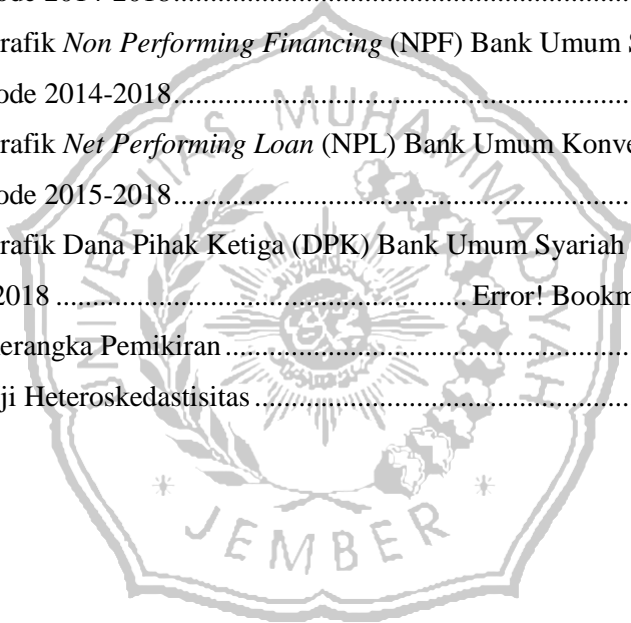 ode 2014-2018
rafik Non Performing Financing (NPF) Bank Umum S
ode 2014-2018
rafik Net Performing Loan (NPL) Bank Umum Konve
ode 2015-2018
rafik Dana Pihak Ketiga (DPK) Bank Umum Syariah
2018 Error! Bookm
erangka Pemikiran
ji Heteroskedastisitas
UNIVERSITAS MUHAMMADIYAH
JEMBER